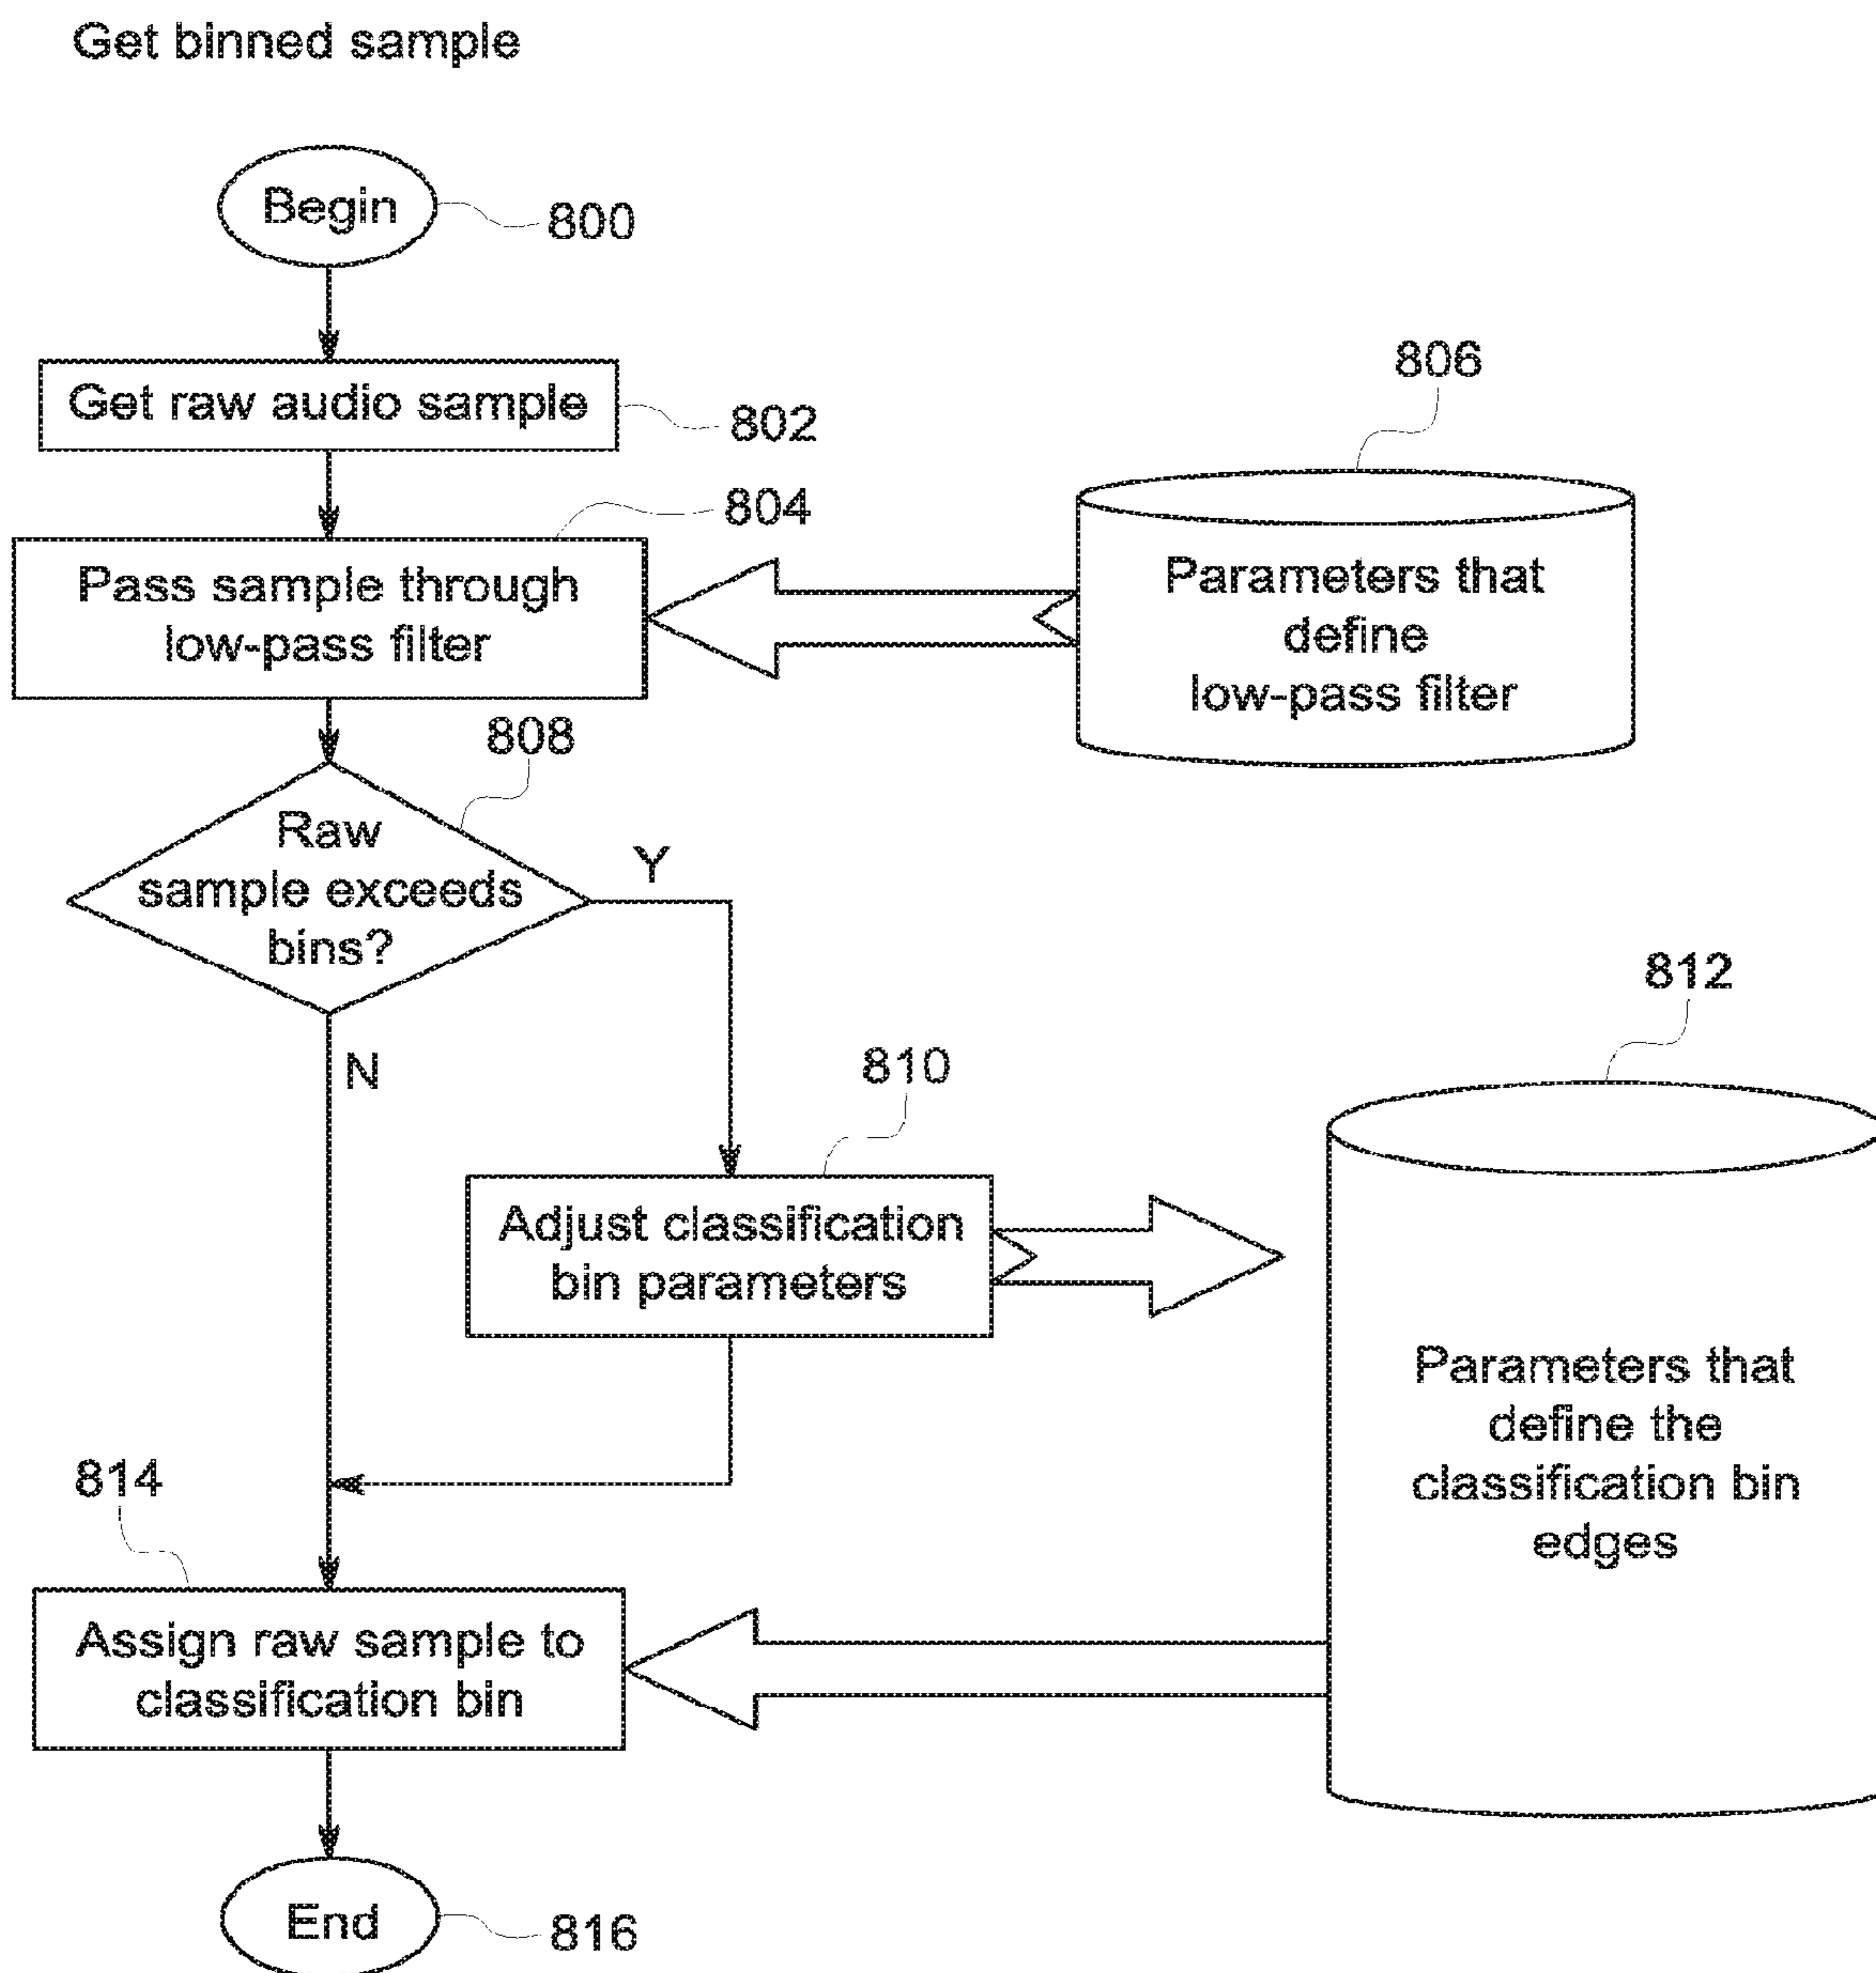 Get binned sample
Begin
800
Get raw audio sample
802
804
806
Pass sample through
low-pass filter
Parameters that
define
low-pass filter
808
Raw
sample exceeds
bins?
Y
N
810
812
Adjust classification
bin parameters
Parameters that
define the
classification bin
edges
814
Assign raw sample to
classification bin
End
816